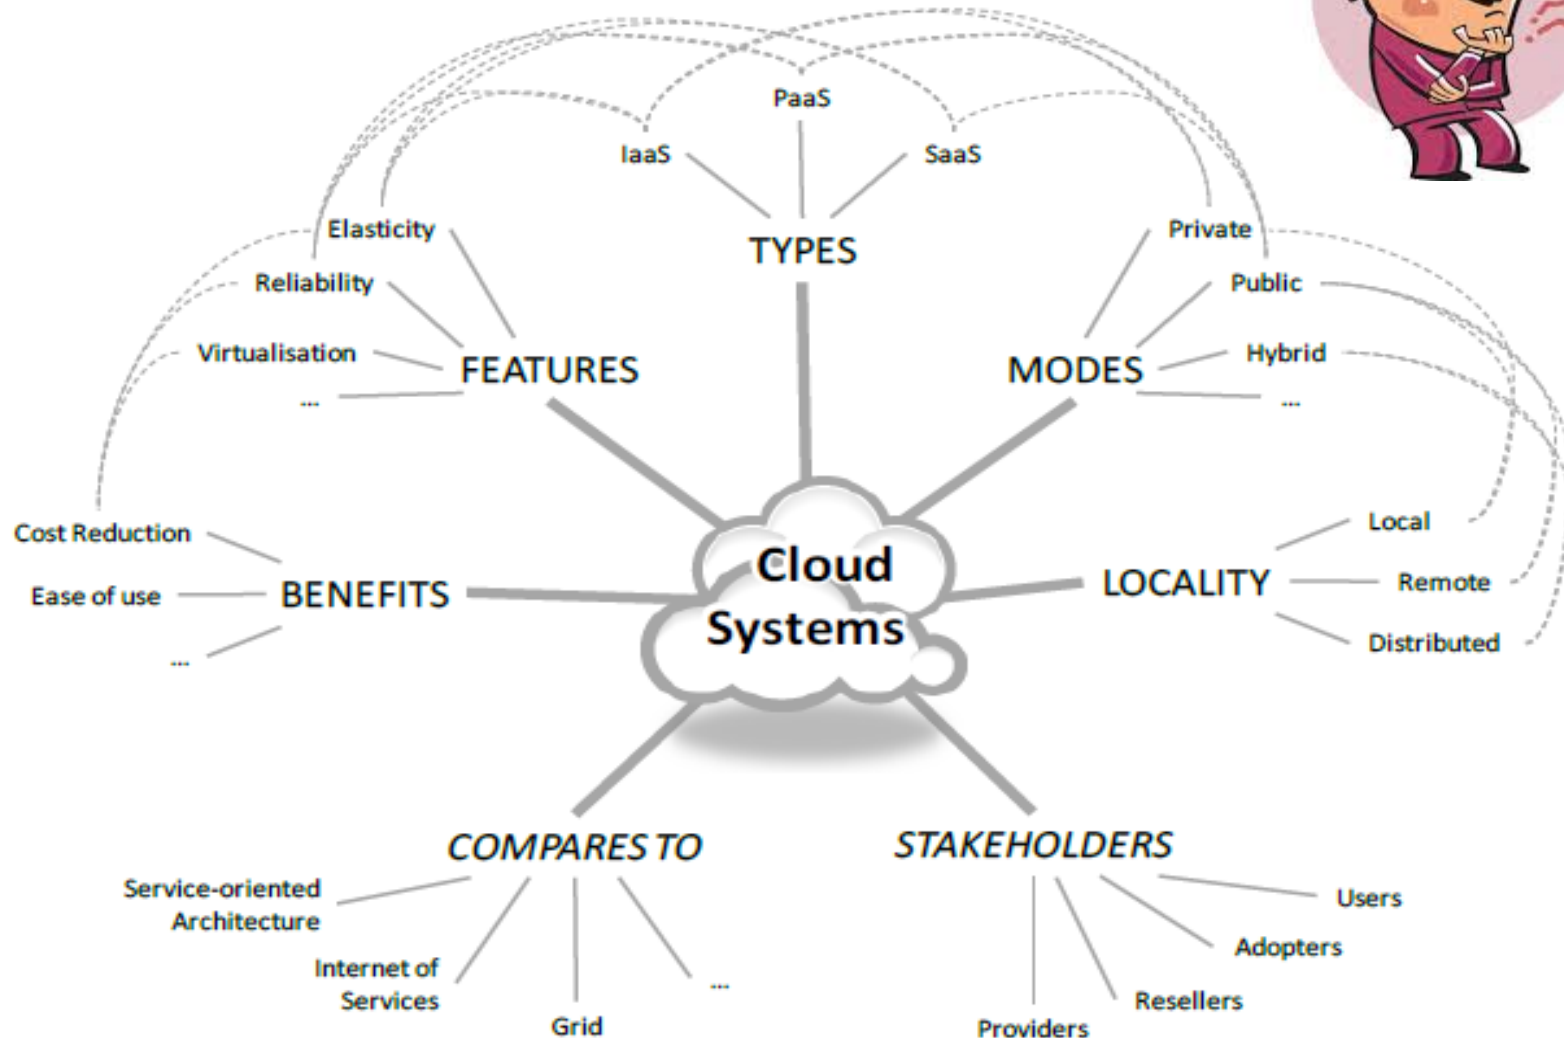 PaaS
IaaS
SaaS
TYPES
Elasticity
Reliability
Virtualisation
...
FEATURES
Private
Public
Hybrid
...
MODES
Cost Reduction
Ease of use
...
BENEFITS
Cloud
Systems
LOCALITY
Local
Remote
Distributed
COMPARES TO
Service-oriented
Architecture
Internet of
Services
Grid
...
STAKEHOLDERS
Users
Adopters
Resellers
Providers